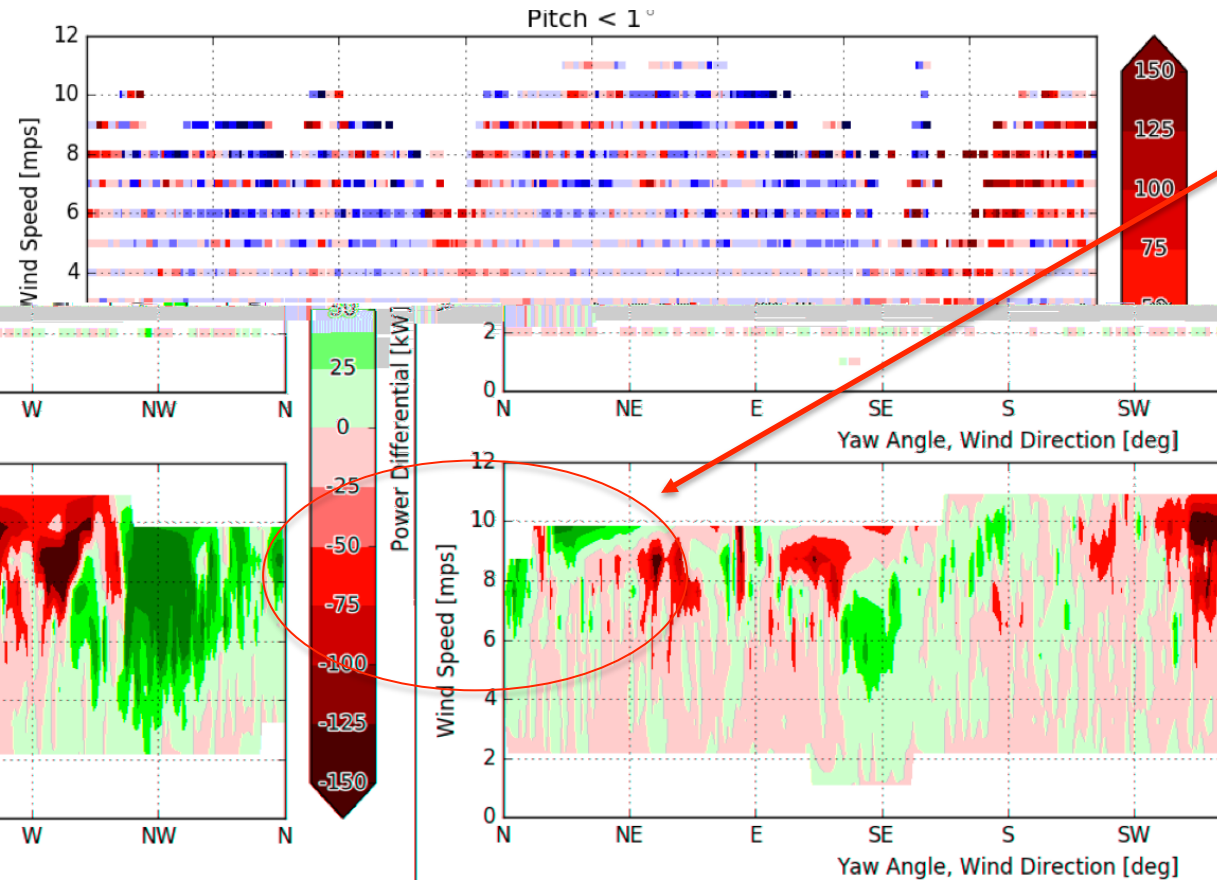 Pitch < 1°
12
10
8
6
4
Wind Speed [mps]
150
125
100
75
25
0
-25
-50
-75
-100
-125
-150
Power Differential [kW]
2
0
W NW N
N NE E SE S SW
Yaw Angle, Wind Direction [deg]
12
10
8
6
4
2
0
Wind Speed [mps]
W NW N
N NE E SE S SW
Yaw Angle, Wind Direction [deg]